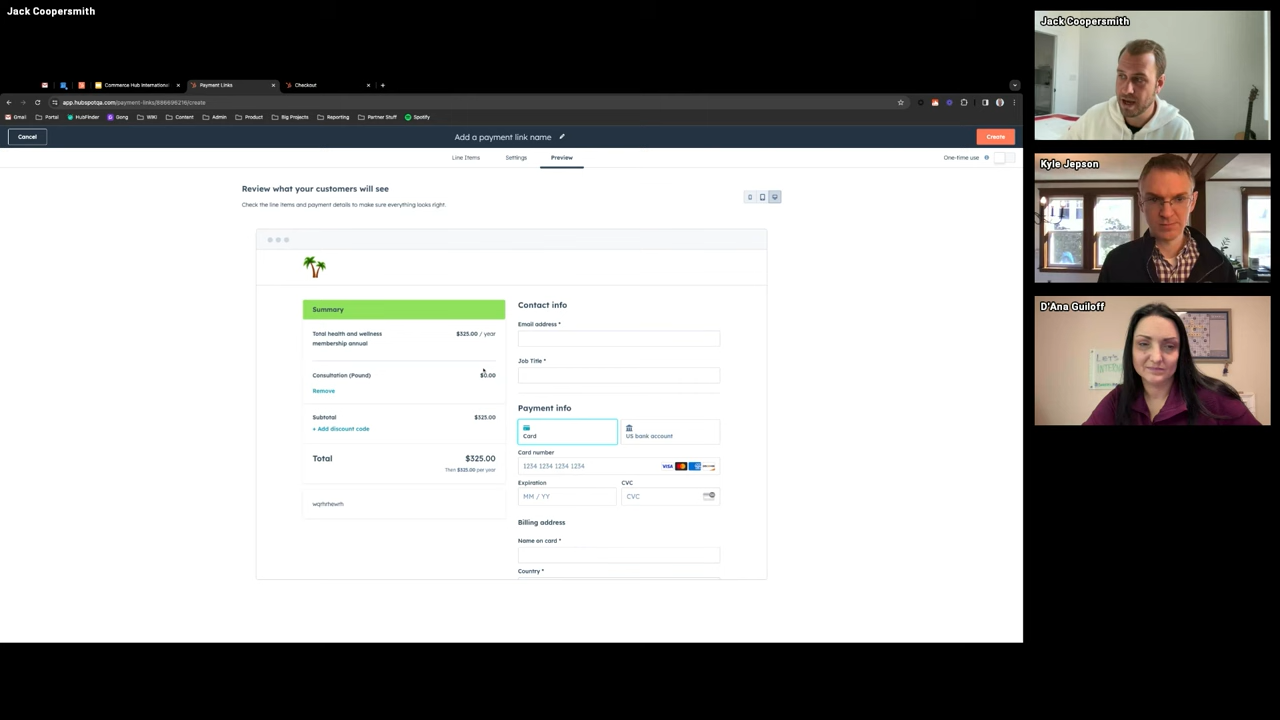 Jack Coopersmith
Commerce Hub Internationa
Payment Links
Checkout
app.hubspotqa.com/payment-links/886696216/create
Gmail
Portal
HubFinder
Gong
WIKI
Content
Admin
Product
Big Projects
Reporting
Partner Stuff
Spotify
Cancel
Add a payment link name
Create
Line Items
Settings
Preview
One-time use
Review what your customers will see
Check the line items and payment details to make sure everything looks right.
Summary
Total health and wellness
membership annual
$325.00 / year
Consultation (Pound)
$0.00
Remove
Subtotal
$325.00
+ Add discount code
Total
$325.00
Then $325.00 per year
Contact info
Email address *
Job Title *
Payment info
Card
US bank account
Card number
1234 1234 1234 1234
VISA
Expiration
CVC
MM / YY
CVC
Billing address
Name on card *
Country *
Jack Coopersmith
Kyle Jepson
D'Ana Guiloff